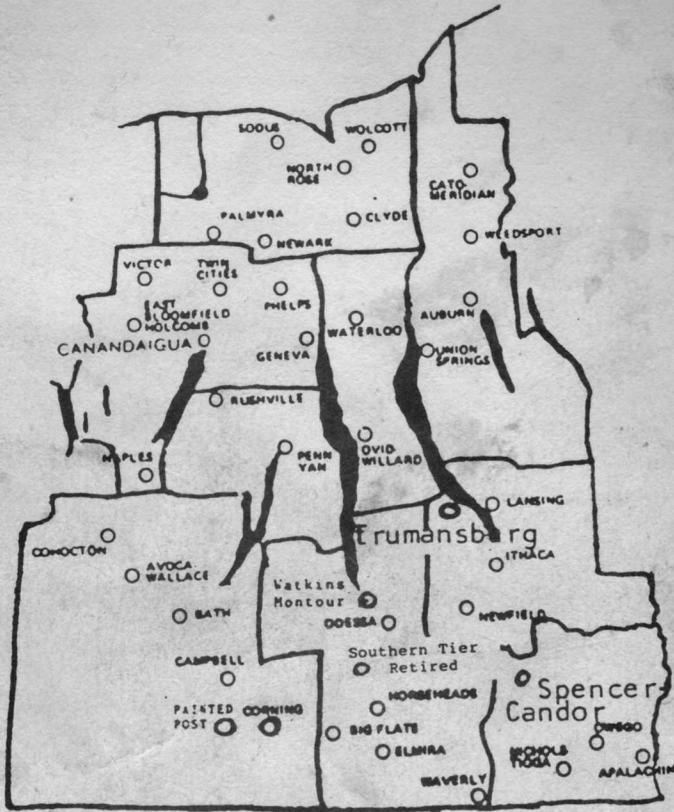 SODUS
WOLCOTT
NORTH
ROSE
CATO-
MERIDIAN
PALMYRA
CLYDE
NEWARK
WEEDSPORT
VICTOR
TWIN
CITIES
PHELPS
EAST
BLOOMFIELD
HOLCOMB
WATERLOO
AUBURN
CANANDAIGUA
GENEVA
UNION
SPRINGS
RUSHVILLE
NAPLES
PENN
YAN
OVID-
WILLARD
LANSING
Trumansburg
COHOCTON
ITHACA
AVOCA
WALLACE
Watkins
Montour
BATH
ODESSA
NEWFIELD
Southern Tier
Retired
CAMPBELL
Spencer-
Candor
PAINTED
POST
CORNING
HORSEHEADS
BIG FLATS
OWEGO
ELMIRA
NICHOLS
TIOGA
APALACHIN
WAVERLY